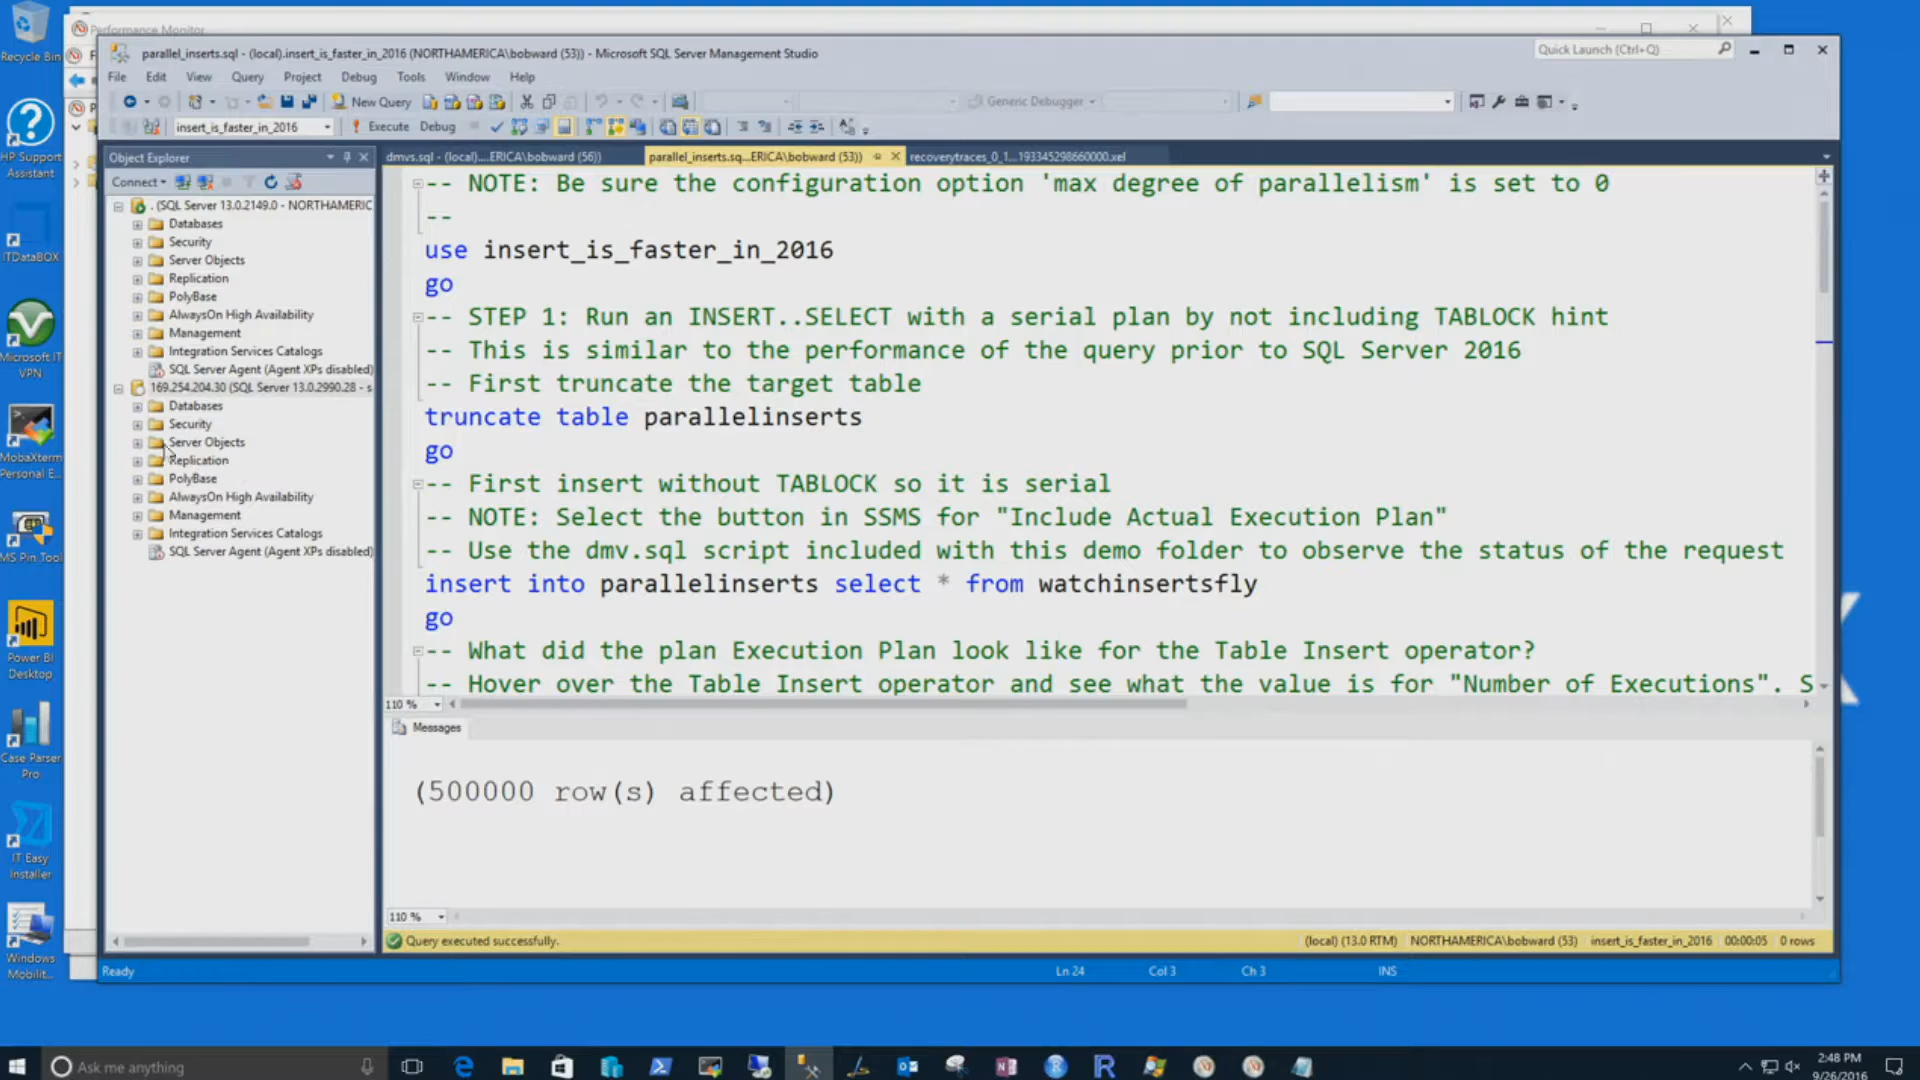 Recycle Bin
HP Support
Assistant
ITDataBOX
Microsoft IT
VPN
MobaXterm
Personal E...
MS Pin Tool
Power BI
Desktop
Case Parser
Pro
IT Easy
Installer
Windows
Mobilit...
Performance Monitor
parallel_inserts.sql - (local).insert_is_faster_in_2016 (NORTHAMERICA\bobward (53)) - Microsoft SQL Server Management Studio
Quick Launch (Ctrl+Q)
File Edit View Query Project Debug Tools Window Help
New Query
Generic Debugger
insert_is_faster_in_2016
Execute Debug
Object Explorer
Connect
. (SQL Server 13.0.2149.0 - NORTHAMERIC
Databases
Security
Server Objects
Replication
PolyBase
AlwaysOn High Availability
Management
Integration Services Catalogs
SQL Server Agent (Agent XPs disabled)
169.254.204.30 (SQL Server 13.0.2990.28 - s
Databases
Security
Server Objects
Replication
PolyBase
AlwaysOn High Availability
Management
Integration Services Catalogs
SQL Server Agent (Agent XPs disabled)
dmvs.sql - (local)....ERICA\bobward (56))
parallel_inserts.sq...ERICA\bobward (53))
recoverytraces_0_1...193345298660000.xel
-- NOTE: Be sure the configuration option 'max degree of parallelism' is set to 0
--
use insert_is_faster_in_2016
go
-- STEP 1: Run an INSERT..SELECT with a serial plan by not including TABLOCK hint
-- This is similar to the performance of the query prior to SQL Server 2016
-- First truncate the target table
truncate table parallelinserts
go
-- First insert without TABLOCK so it is serial
-- NOTE: Select the button in SSMS for "Include Actual Execution Plan"
-- Use the dmv.sql script included with this demo folder to observe the status of the request
insert into parallelinserts select * from watchinsertsfly
go
-- What did the plan Execution Plan look like for the Table Insert operator?
-- Hover over the Table Insert operator and see what the value is for "Number of Executions". S
110 %
Messages
(500000 row(s) affected)
110 %
Query executed successfully.
(local) (13.0 RTM) NORTHAMERICA\bobward (53) insert_is_faster_in_2016 00:00:05 0 rows
Ready
Ln 24 Col 3 Ch 3 INS
Ask me anything
2:48 PM
9/26/2016